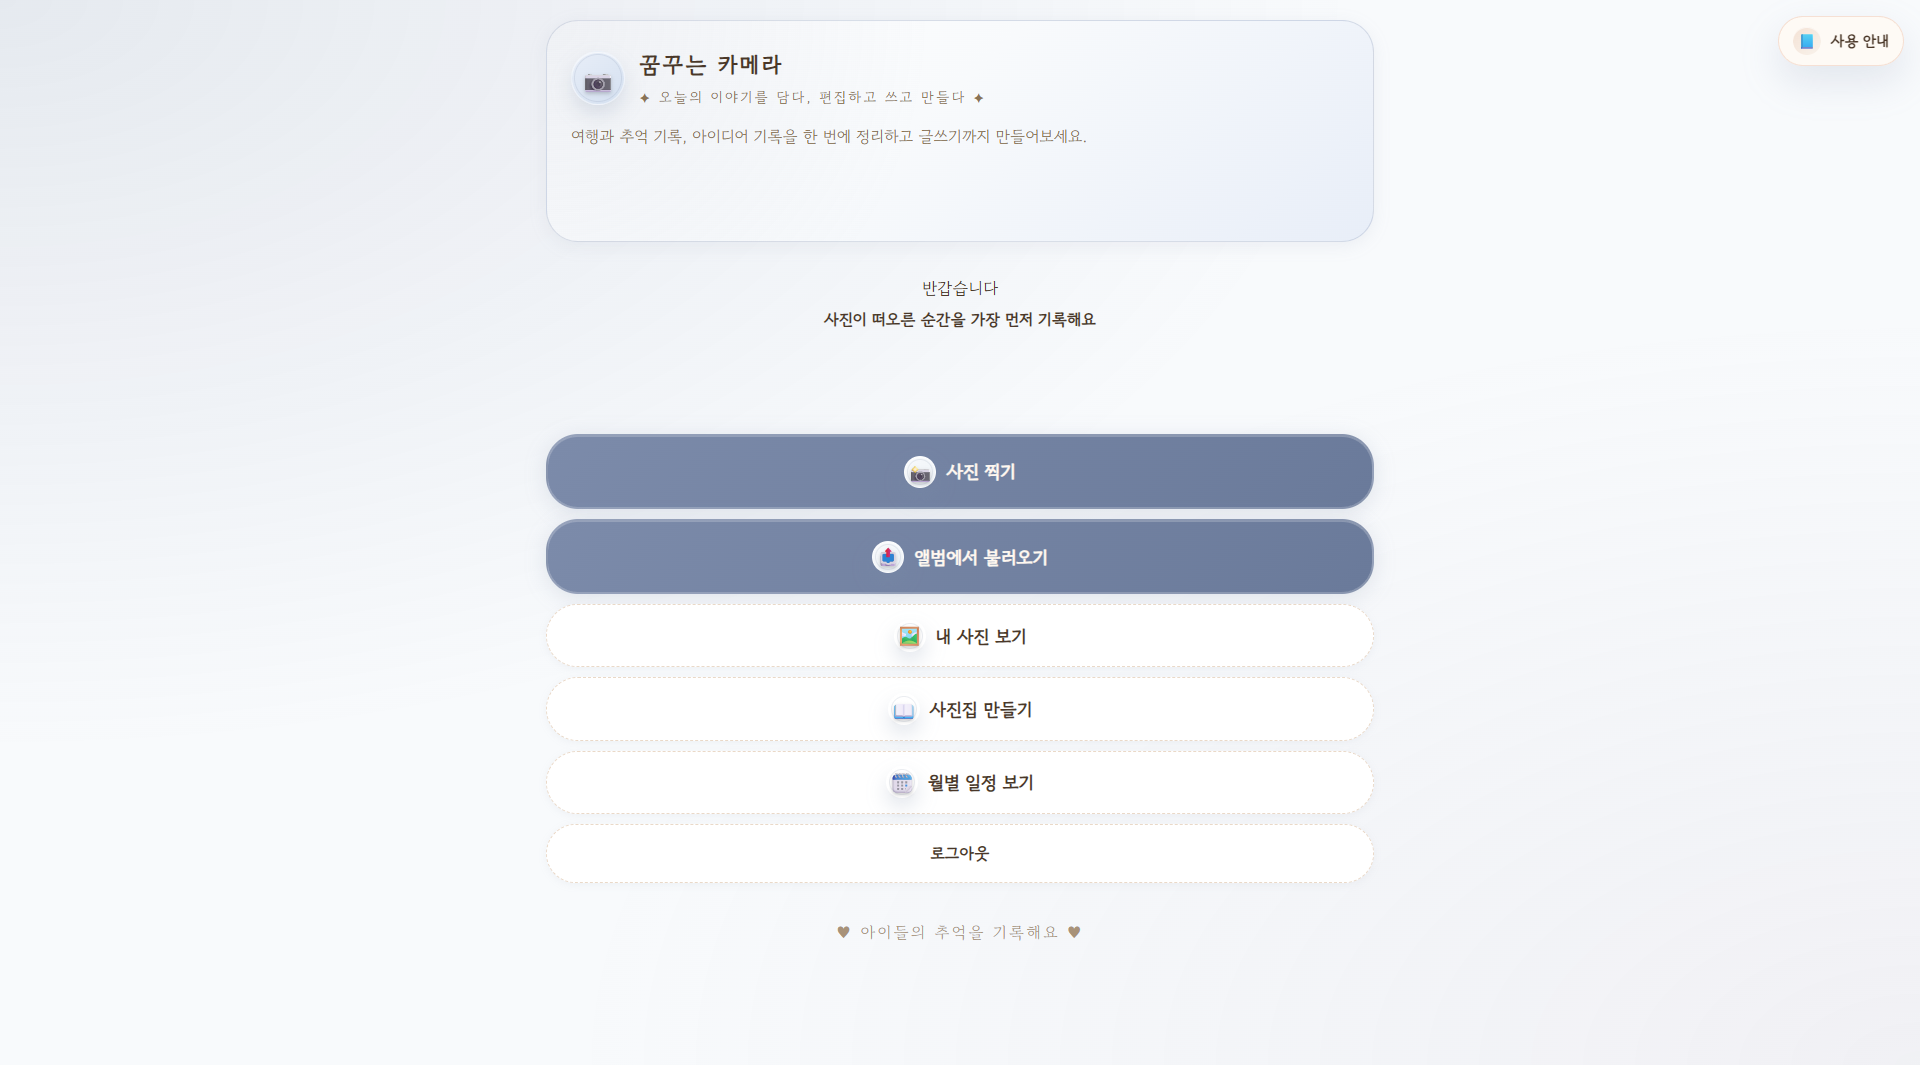 꿈꾸는 카메라
✦ 오늘의 이야기를 담다, 편집하고 쓰고 만들다 ✦
여행과 추억 기록, 아이디어 기록을 한 번에 정리하고 글쓰기까지 만들어보세요.
사용 안내
반갑습니다
사진이 떠오른 순간을 가장 먼저 기록해요
사진 찍기
앨범에서 불러오기
내 사진 보기
사진집 만들기
월별 일정 보기
로그아웃
♥ 아이들의 추억을 기록해요 ♥